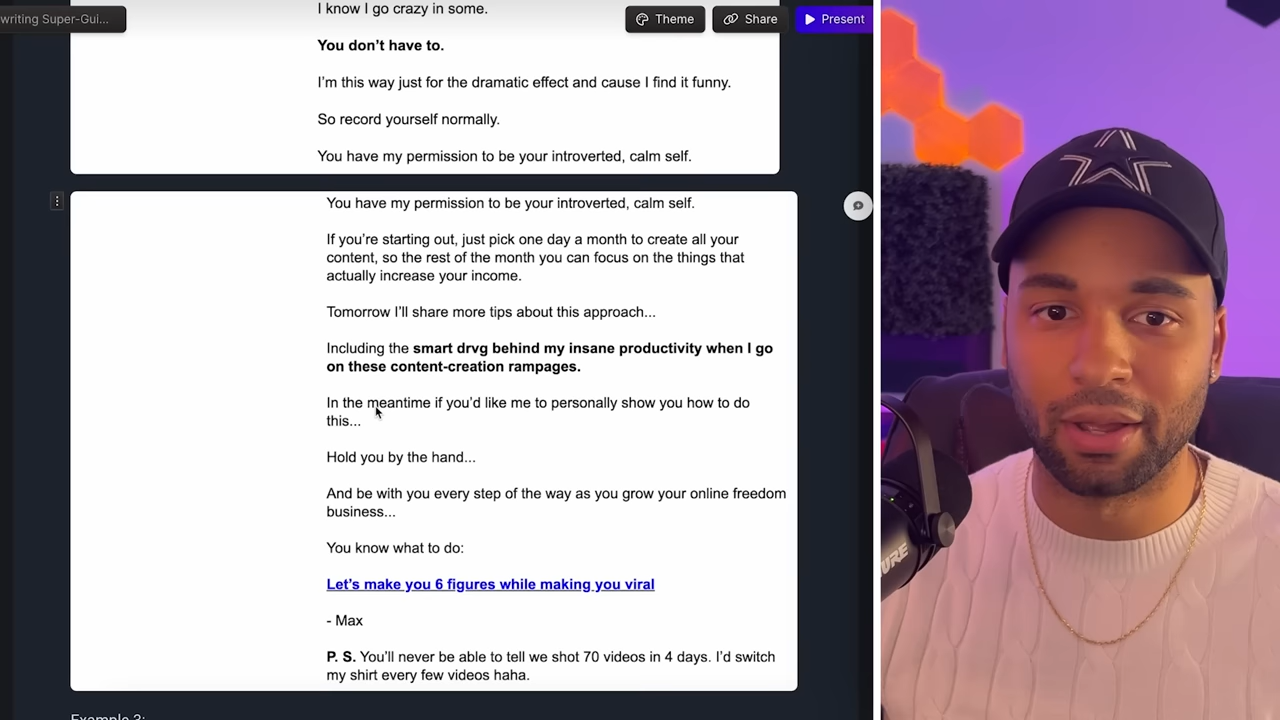 writing Super-Gui...
Theme
Share
Present
I know I go crazy in some.
You don't have to.
I'm this way just for the dramatic effect and cause I find it funny.
So record yourself normally.
You have my permission to be your introverted, calm self.
You have my permission to be your introverted, calm self.
If you're starting out, just pick one day a month to create all your
content, so the rest of the month you can focus on the things that
actually increase your income.
Tomorrow I'll share more tips about this approach...
Including the smart drvg behind my insane productivity when I go
on these content-creation rampages.
In the meantime if you'd like me to personally show you how to do
this...
Hold you by the hand...
And be with you every step of the way as you grow your online freedom
business...
You know what to do:
Let's make you 6 figures while making you viral
- Max
P. S. You'll never be able to tell we shot 70 videos in 4 days. I'd switch
my shirt every few videos haha.